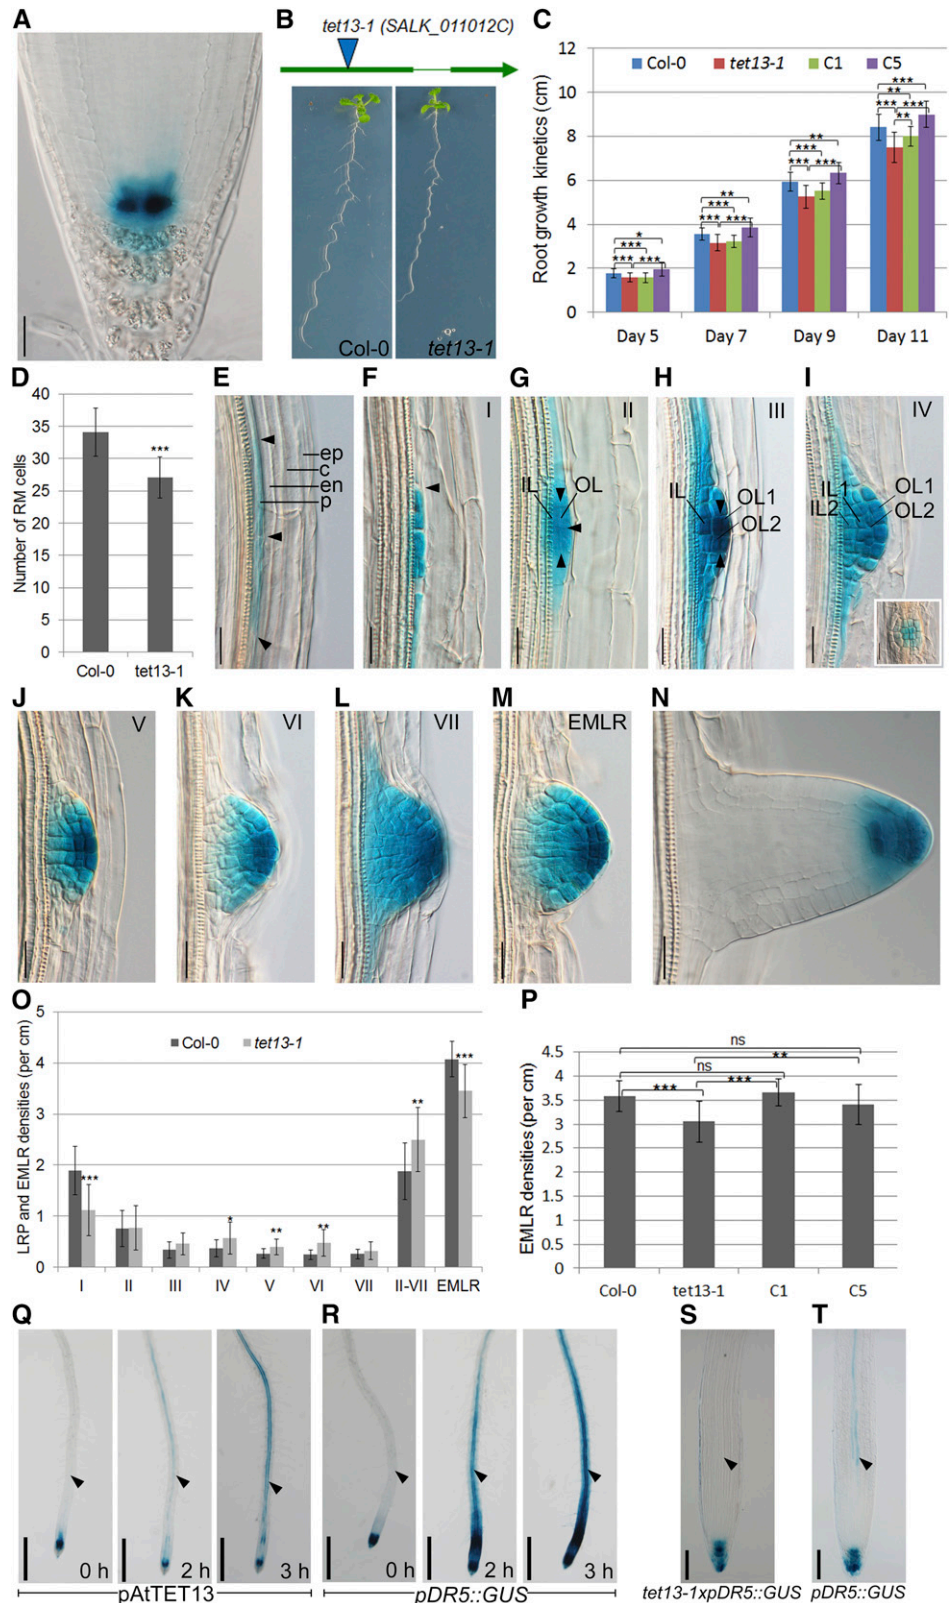 A
B
tet13-1 (SALK_011012C)
Col-0
tet13-1
C
Root growth kinetics (cm)
12
10
8
6
4
2
0
Col-0 tet13-1 C1 C5
* *** *** ***
** *** *** ***
** *** *** ***
*** ** *** *** **
Day 5 Day 7 Day 9 Day 11
D
Number of RM cells
40
35
30
25
20
15
10
5
0
***
Col-0 tet13-1
E
ep
c
en
p
F
I
G
II
IL OL
H
III
IL OL1
OL2
I
IV
IL1 OL1
IL2 OL2
J
V
K
VI
L
VII
M
EMLR
N
O
LRP and EMLR densities (per cm)
5
4
3
2
1
0
Col-0 tet13-1
*** * ** ** ** ***
I II III IV V VI VII II-VII EMLR
P
EMLR densities (per cm)
4.5
4
3.5
3
2.5
2
1.5
1
0.5
0
ns
**
ns
*** ***
Col-0 tet13-1 C1 C5
Q
0 h 2 h 3 h
pAtTET13
R
0 h 2 h 3 h
pDR5::GUS
S
tet13-1xpDR5::GUS
T
pDR5::GUS